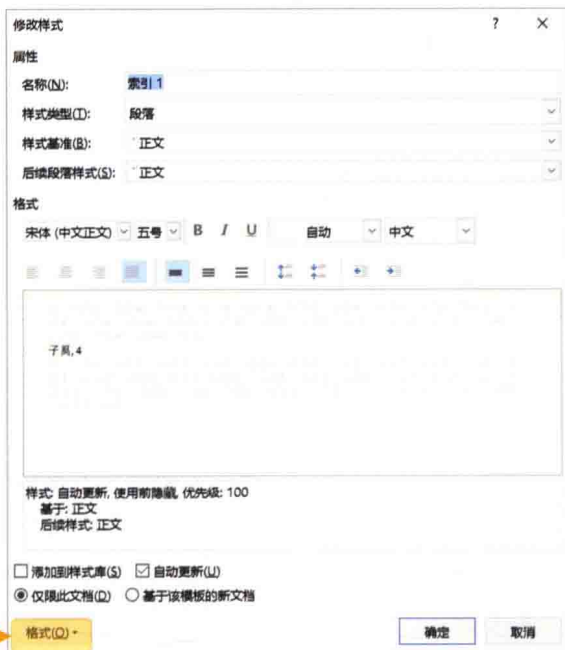 修改样式 ? ×
属性
名称(N): 索引 1
样式类型(T): 段落
样式基准(B): 正文
后续段落样式(S): 正文
格式
宋体 (中文正文) 五号 B I U 自动 中文
子晃, 4
样式: 自动更新, 使用前隐藏, 优先级: 100
基于: 正文
后续样式: 正文
添加到样式库(S) 自动更新(U)
仅限此文档(D) 基于该模板的新文档
格式(O) 确定 取消